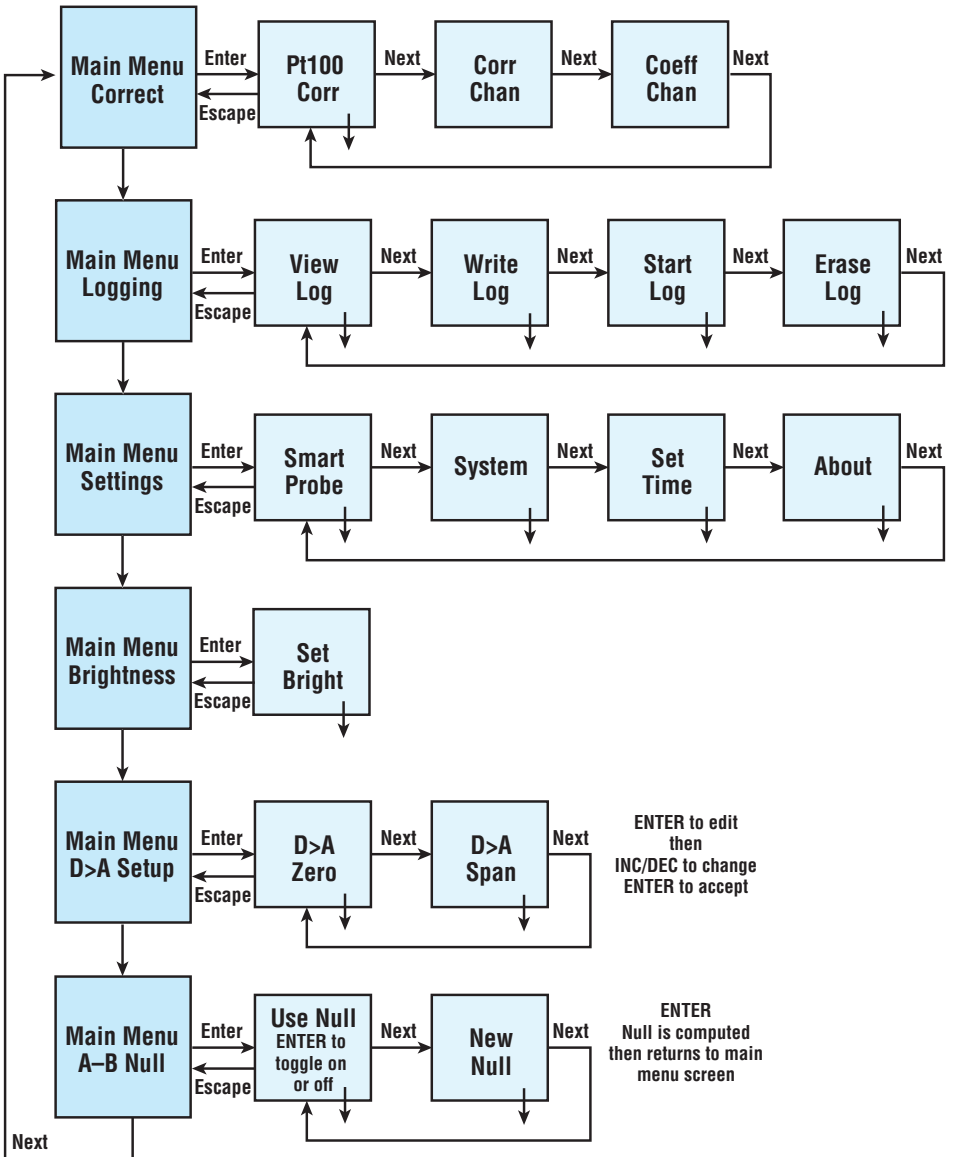 Main Menu
Correct
Enter
Escape
Pt100
Corr
Next
Corr
Chan
Next
Coeff
Chan
Next
Main Menu
Logging
Enter
Escape
View
Log
Next
Write
Log
Next
Start
Log
Next
Erase
Log
Next
Main Menu
Settings
Enter
Escape
Smart
Probe
Next
System
Next
Set
Time
Next
About
Next
Main Menu
Brightness
Enter
Escape
Set
Bright
Main Menu
D>A Setup
Enter
Escape
D>A
Zero
Next
D>A
Span
Next
ENTER to edit
then
INC/DEC to change
ENTER to accept
Main Menu
A–B Null
Enter
Escape
Use Null
ENTER to
toggle on
or off
Next
New
Null
Next
ENTER
Null is computed
then returns to main
menu screen
Next